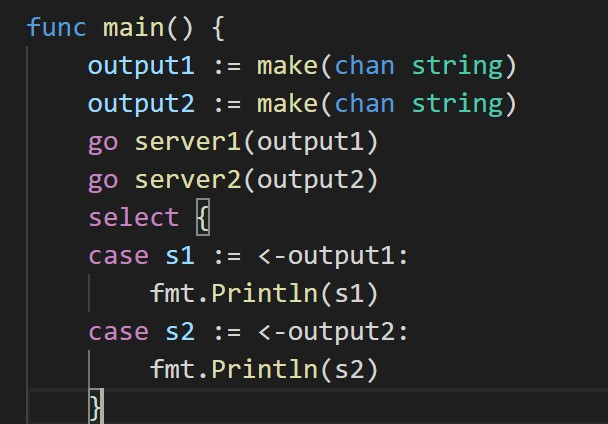 func main() {
    output1 := make(chan string)
    output2 := make(chan string)
    go server1(output1)
    go server2(output2)
    select {
    case s1 := <-output1:
        fmt.Println(s1)
    case s2 := <-output2:
        fmt.Println(s2)
    }